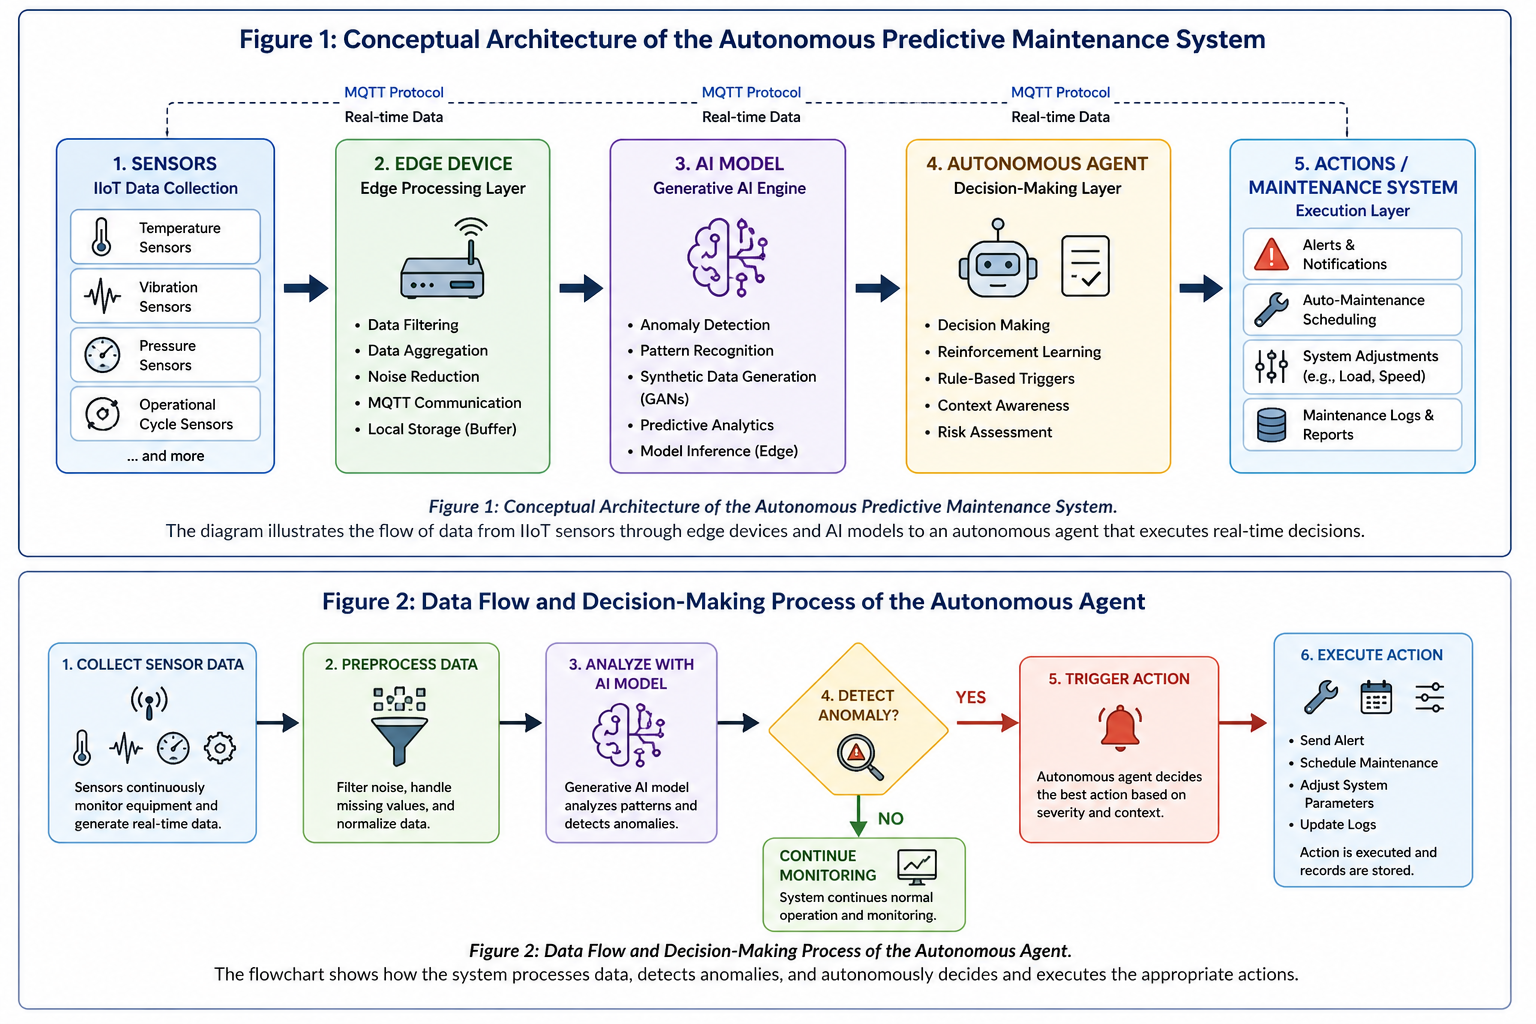 Figure 1: Conceptual Architecture of the Autonomous Predictive Maintenance System
MQTT Protocol
Real-time Data
MQTT Protocol
Real-time Data
MQTT Protocol
Real-time Data
1. SENSORS
IIoT Data Collection
Temperature
Sensors
Vibration
Sensors
Pressure
Sensors
Operational
Cycle Sensors
... and more
2. EDGE DEVICE
Edge Processing Layer
• Data Filtering
• Data Aggregation
• Noise Reduction
• MQTT Communication
• Local Storage (Buffer)
3. AI MODEL
Generative AI Engine
• Anomaly Detection
• Pattern Recognition
• Synthetic Data Generation
(GANs)
• Predictive Analytics
• Model Inference (Edge)
4. AUTONOMOUS AGENT
Decision-Making Layer
• Decision Making
• Reinforcement Learning
• Rule-Based Triggers
• Context Awareness
• Risk Assessment
5. ACTIONS /
MAINTENANCE SYSTEM
Execution Layer
Alerts &
Notifications
Auto-Maintenance
Scheduling
System Adjustments
(e.g., Load, Speed)
Maintenance Logs &
Reports
Figure 1: Conceptual Architecture of the Autonomous Predictive Maintenance System.
The diagram illustrates the flow of data from IIoT sensors through edge devices and AI models to an autonomous agent that executes real-time decisions.
Figure 2: Data Flow and Decision-Making Process of the Autonomous Agent
1. COLLECT SENSOR DATA
Sensors continuously
monitor equipment and
generate real-time data.
2. PREPROCESS DATA
Filter noise, handle
missing values, and
normalize data.
3. ANALYZE WITH
AI MODEL
Generative AI model
analyzes patterns and
detects anomalies.
4. DETECT
ANOMALY?
YES
NO
CONTINUE
MONITORING
System continues normal
operation and monitoring.
5. TRIGGER ACTION
Autonomous agent decides
the best action based on
severity and context.
6. EXECUTE ACTION
• Send Alert
• Schedule Maintenance
• Adjust System
Parameters
• Update Logs
Action is executed and
records are stored.
Figure 2: Data Flow and Decision-Making Process of the Autonomous Agent.
The flowchart shows how the system processes data, detects anomalies, and autonomously decides and executes the appropriate actions.